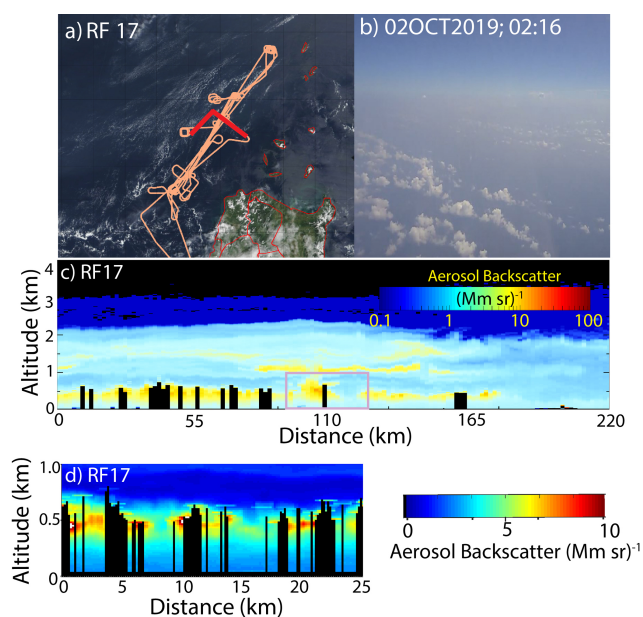 a) RF 17
b) 02OCT2019; 02:16
c) RF17
Aerosol Backscatter
(Mm sr)-1
0.1 1 10 100
Altitude (km)
4
3
2
1
0
0 55 110 165 220
Distance (km)
d) RF17
Altitude (km)
1.0
0.5
0
0 5 10 15 20 25
Distance (km)
0 5 10
Aerosol Backscatter (Mm sr)-1